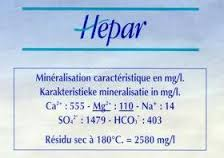 Hépar
Minéralisation caractéristique en mg/l.
Karakteristieke mineralisatie in mg/l.
Ca²⁺ : 555 - Mg²⁺ : 110 - Na⁺ : 14
SO₄²⁻ : 1479 - HCO₃⁻ : 403
Résidu sec à 180°C. = 2580 mg/l